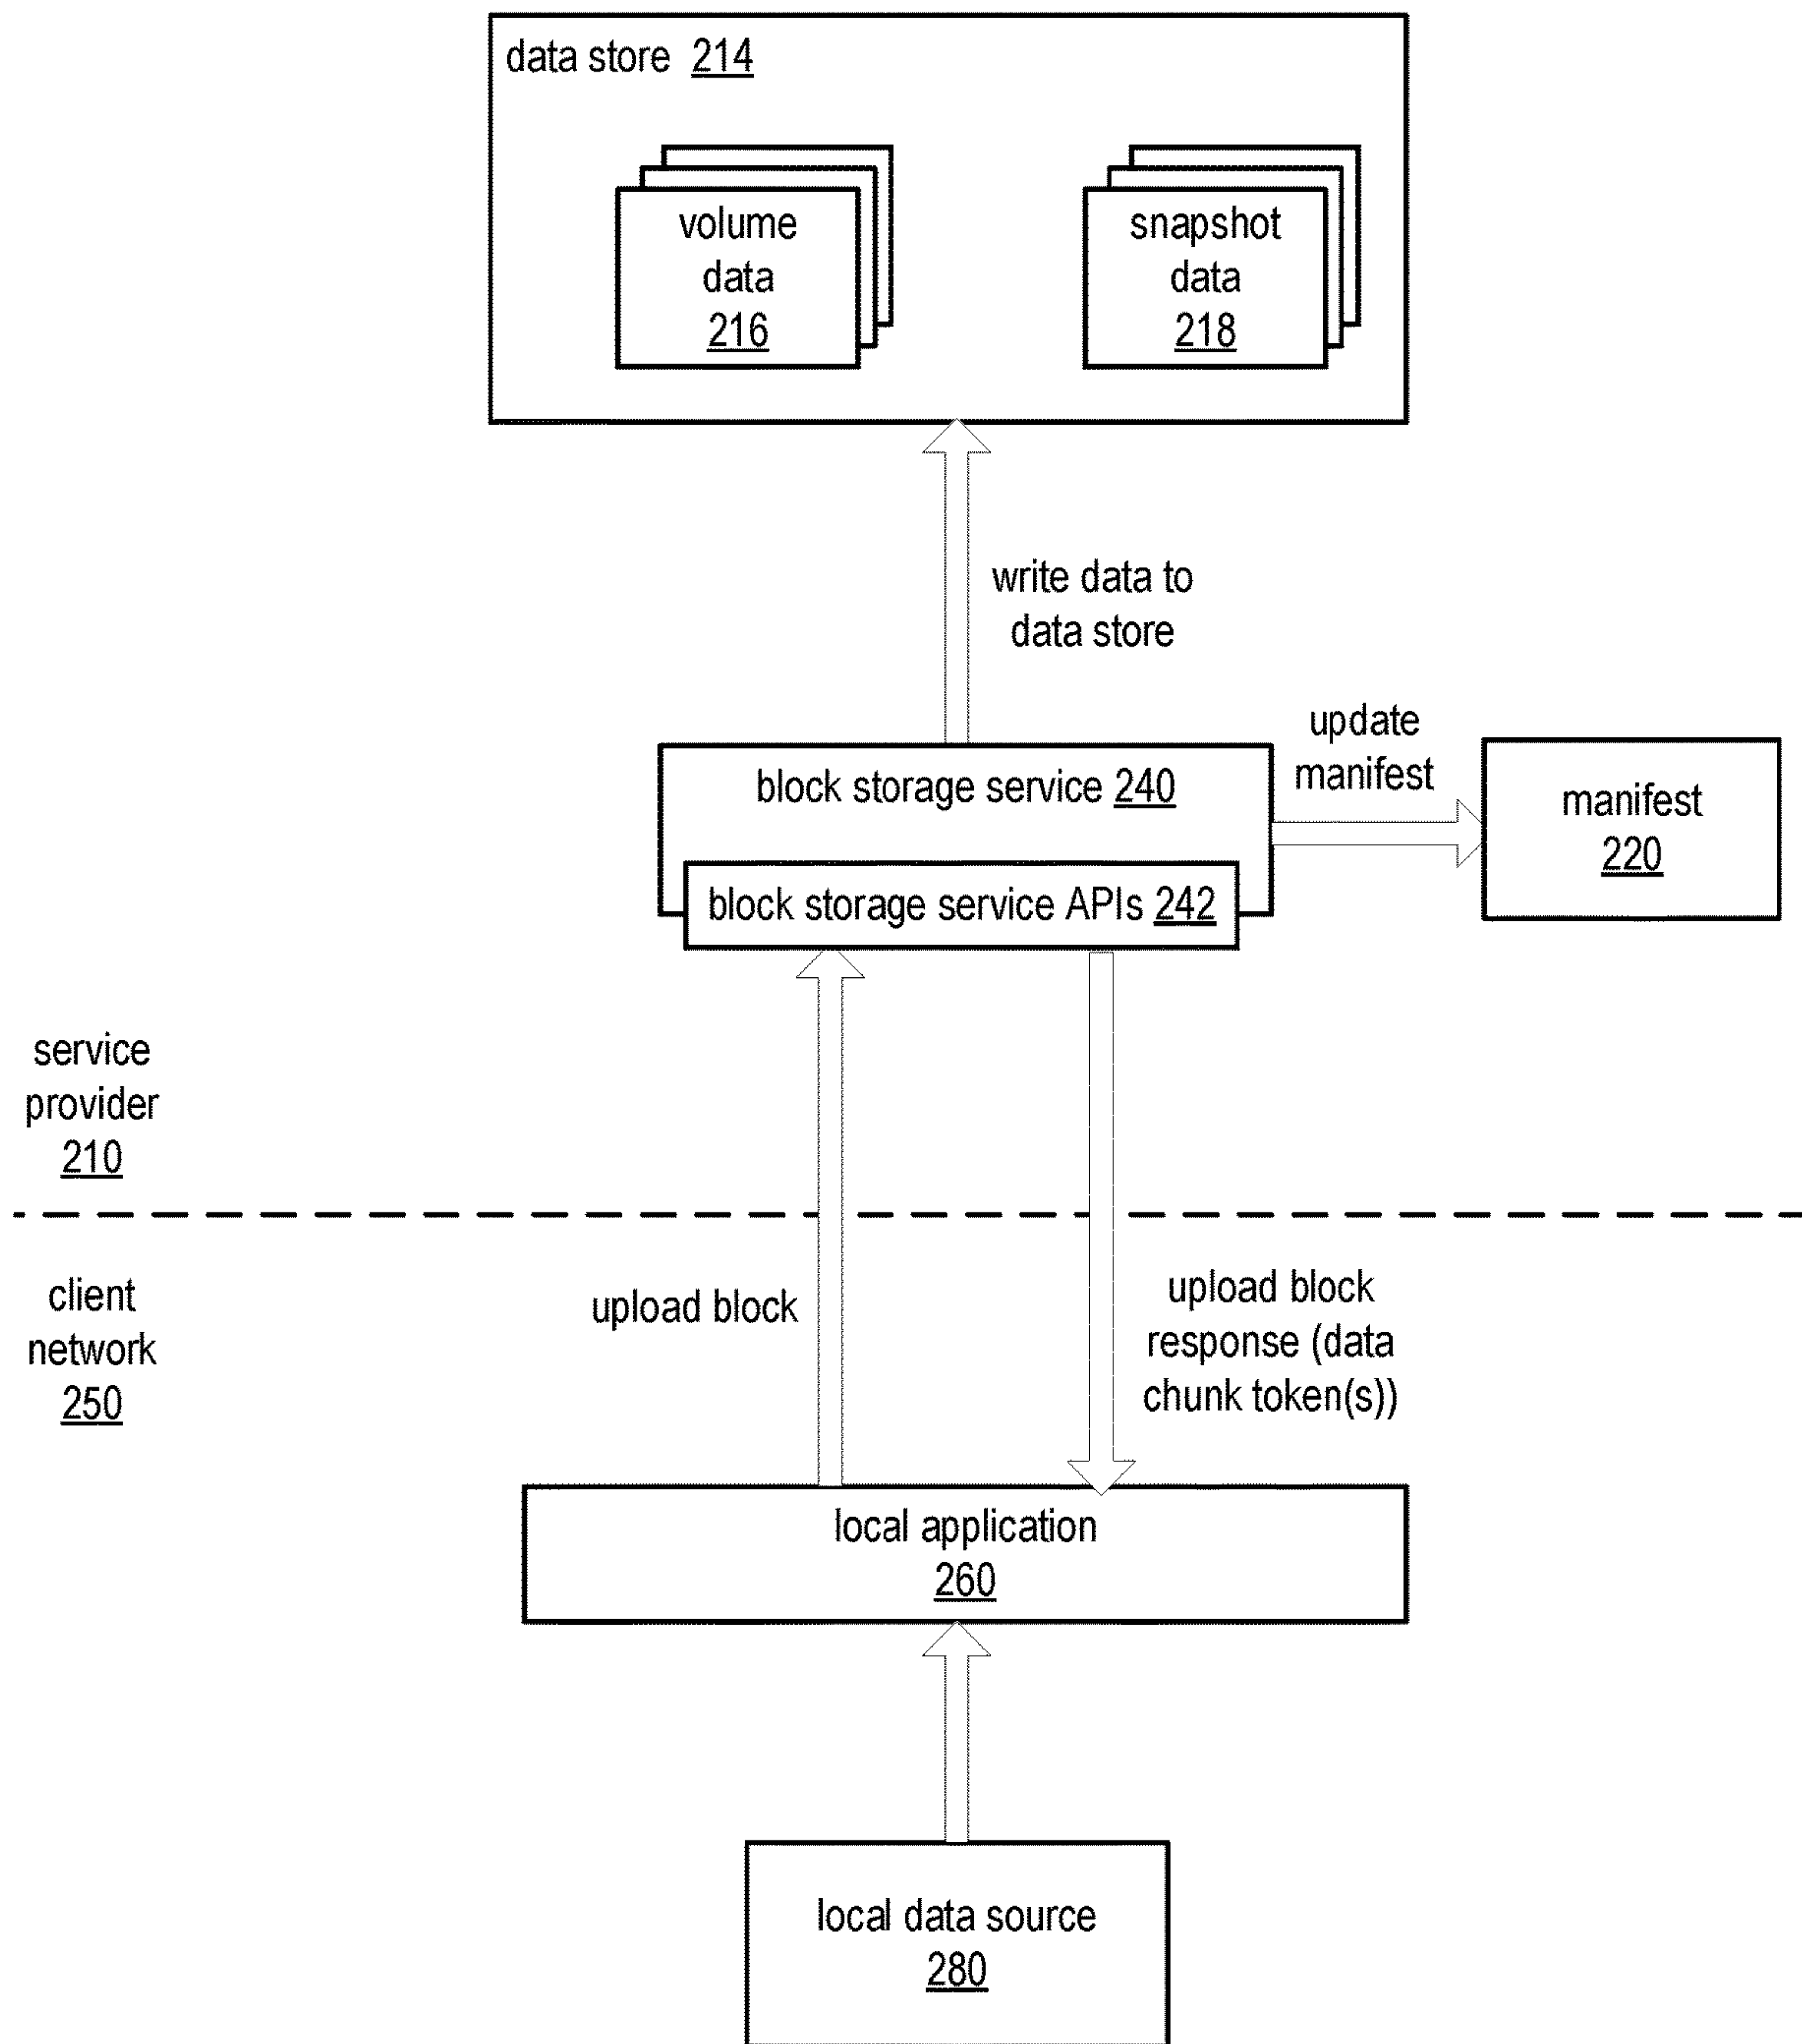 data store 214
volume
data
216
snapshot
data
218
write data to
data store
update
manifest
block storage service 240
manifest
220
block storage service APIs 242
service
provider
210
client
network
250
upload block
upload block
response (data
chunk token(s))
local application
260
local data source
280